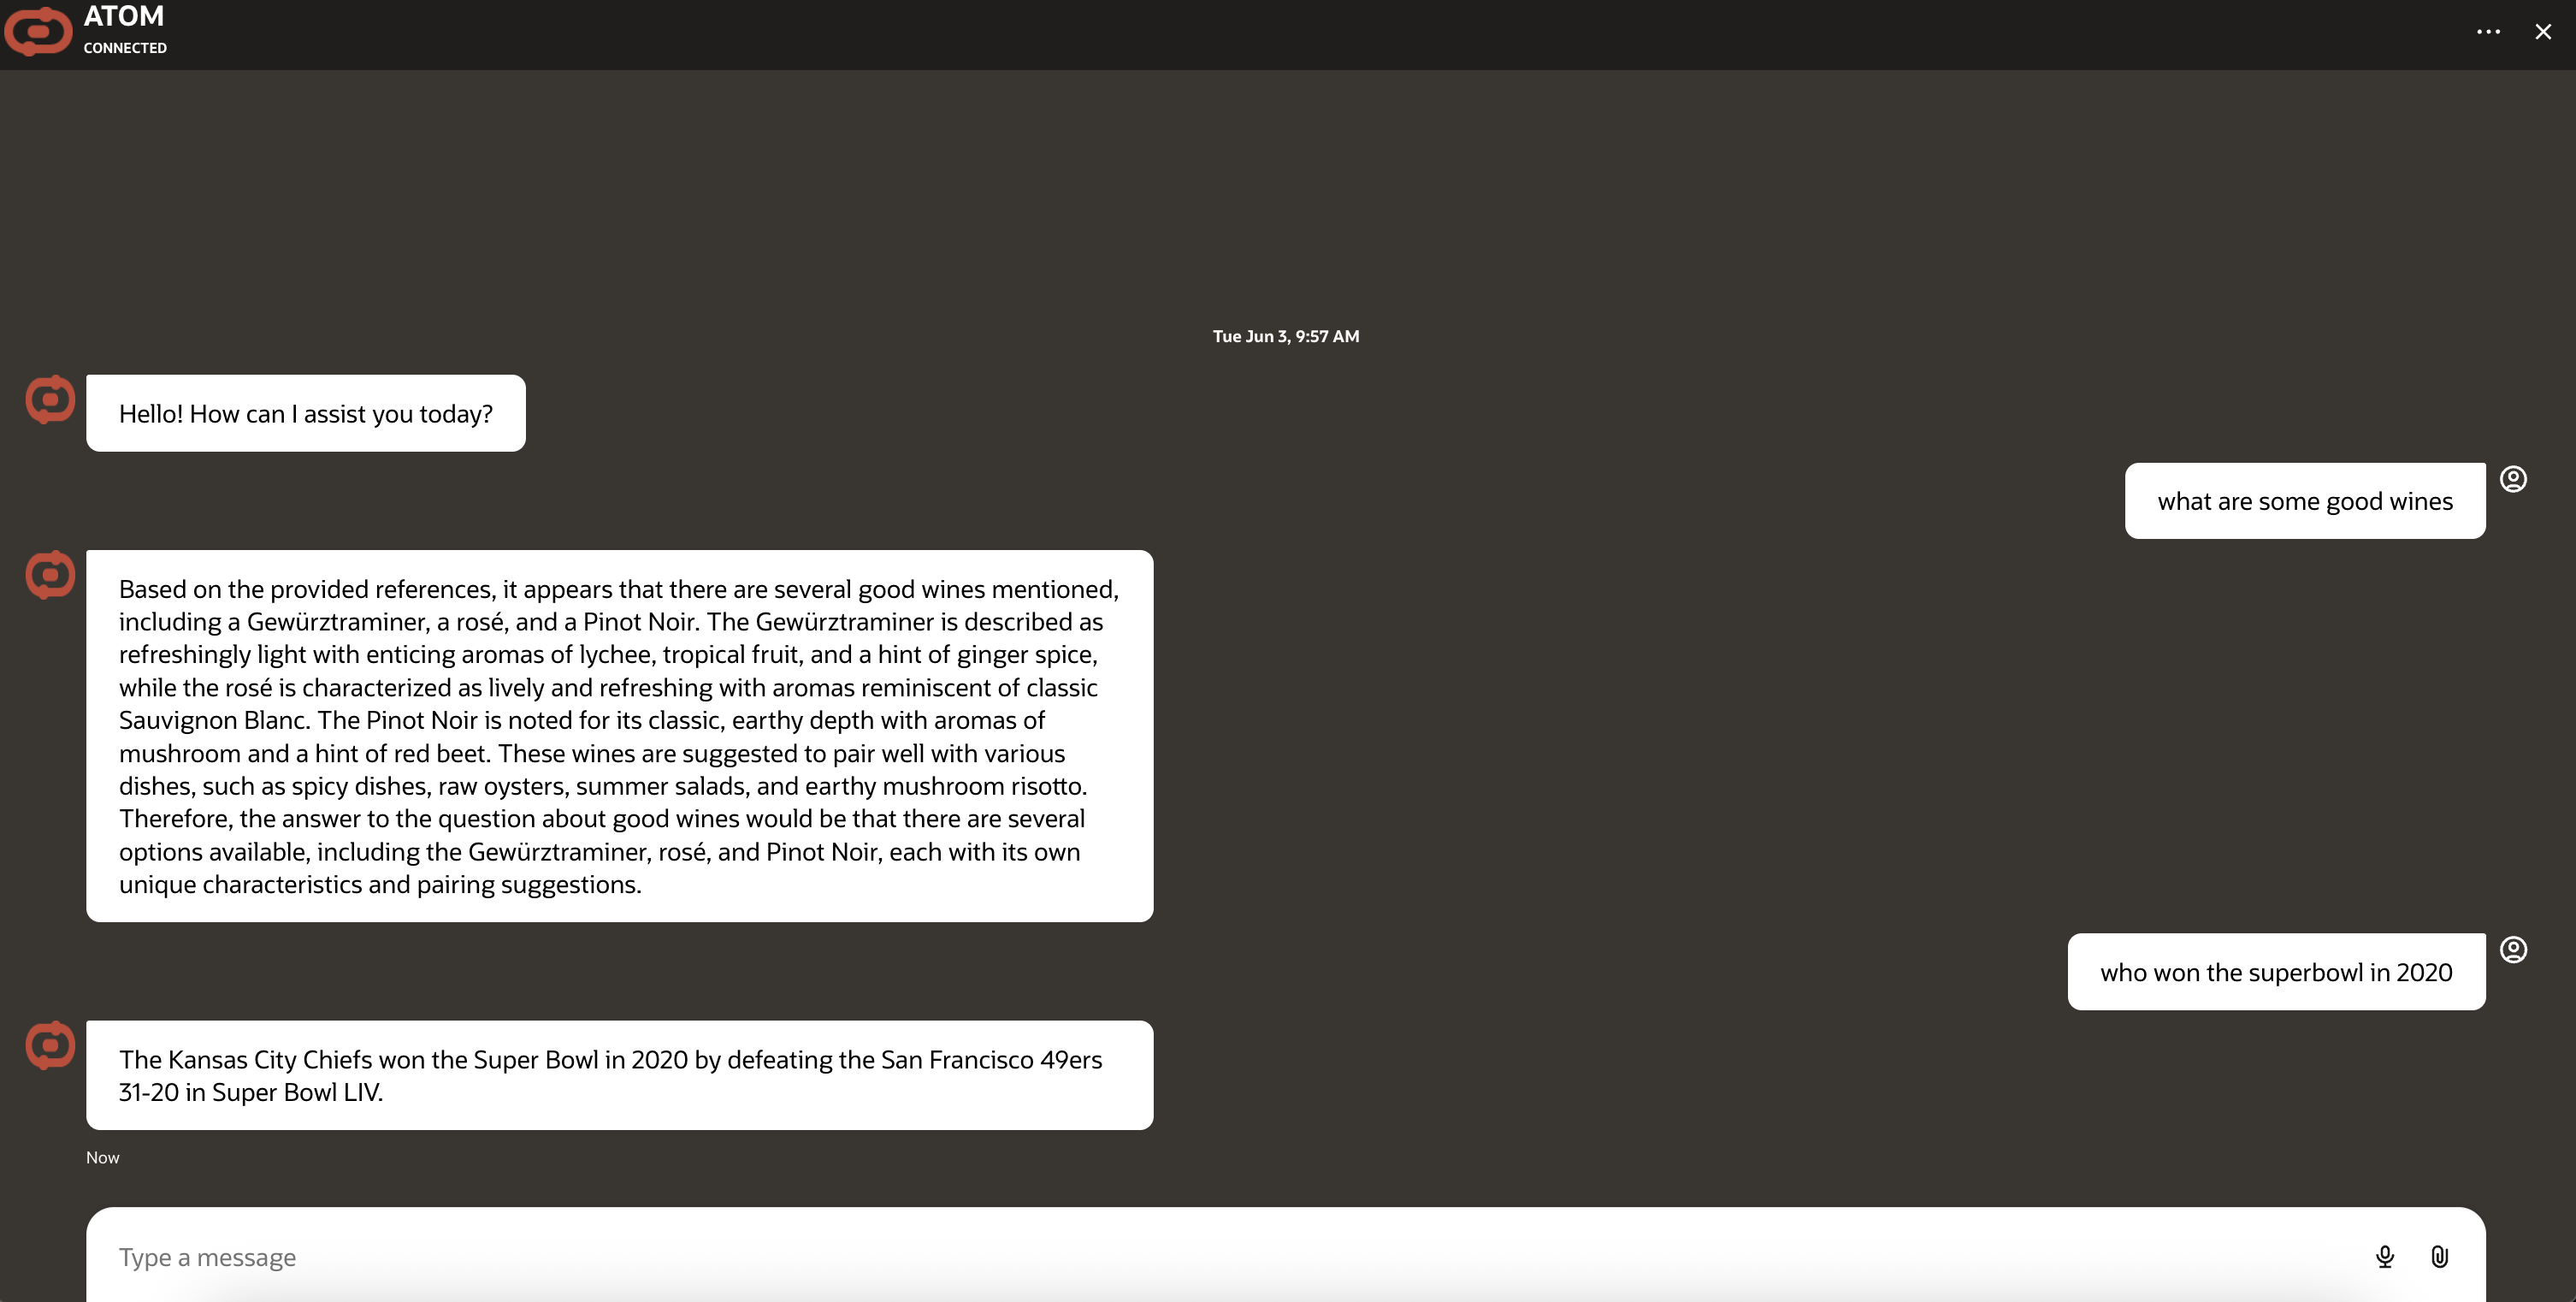 ATOM
CONNECTED
Tue Jun 3, 9:57 AM
Hello! How can I assist you today?
what are some good wines
Based on the provided references, it appears that there are several good wines mentioned,
including a Gewürztraminer, a rosé, and a Pinot Noir. The Gewürztraminer is described as
refreshingly light with enticing aromas of lychee, tropical fruit, and a hint of ginger spice,
while the rosé is characterized as lively and refreshing with aromas reminiscent of classic
Sauvignon Blanc. The Pinot Noir is noted for its classic, earthy depth with aromas of
mushroom and a hint of red beet. These wines are suggested to pair well with various
dishes, such as spicy dishes, raw oysters, summer salads, and earthy mushroom risotto.
Therefore, the answer to the question about good wines would be that there are several
options available, including the Gewürztraminer, rosé, and Pinot Noir, each with its own
unique characteristics and pairing suggestions.
who won the superbowl in 2020
The Kansas City Chiefs won the Super Bowl in 2020 by defeating the San Francisco 49ers
31-20 in Super Bowl LIV.
Now
Type a message